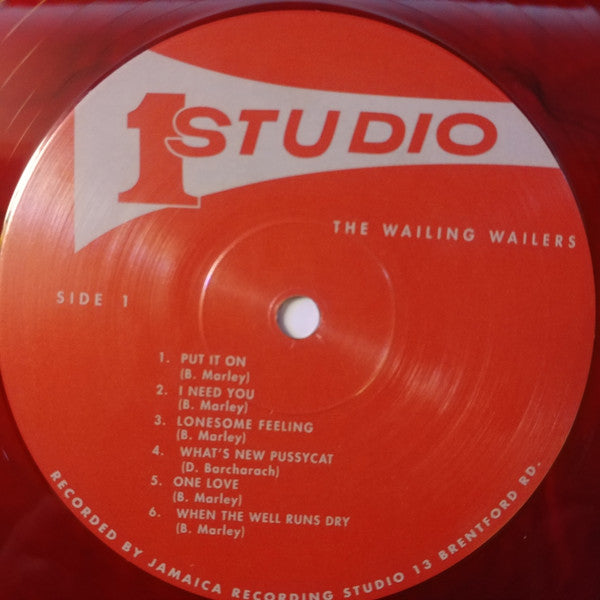 1 STUDIO
THE WAILING WAILERS
SIDE 1
1. PUT IT ON
(B. Marley)
2. I NEED YOU
(B. Marley)
3. LONESOME FEELING
(B. Marley)
4. WHAT'S NEW PUSSYCAT
(D. Barcharach)
5. ONE LOVE
(B. Marley)
6. WHEN THE WELL RUNS DRY
(B. Marley)
RECORDED BY JAMAICA RECORDING STUDIO 13 BRENTFORD RD.